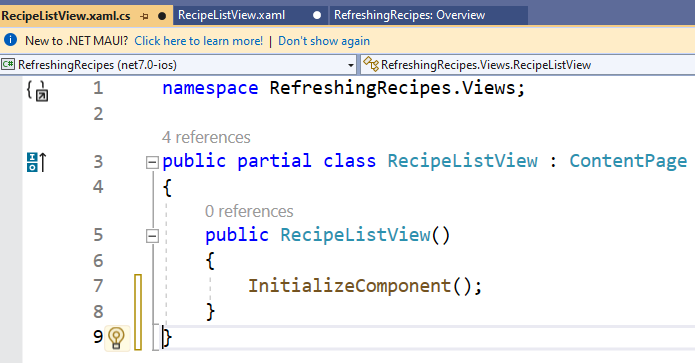 RecipeListView.xaml.cs RecipeListView.xaml RefreshingRecipes: Overview
New to .NET MAUI? Click here to learn more! | Don't show again
C# RefreshingRecipes (net7.0-ios) RefreshingRecipes.Views.RecipeListView
1 namespace RefreshingRecipes.Views;
2
4 references
3 public partial class RecipeListView : ContentPage
4 {
0 references
5 public RecipeListView()
6 {
7 InitializeComponent();
8 }
9 }